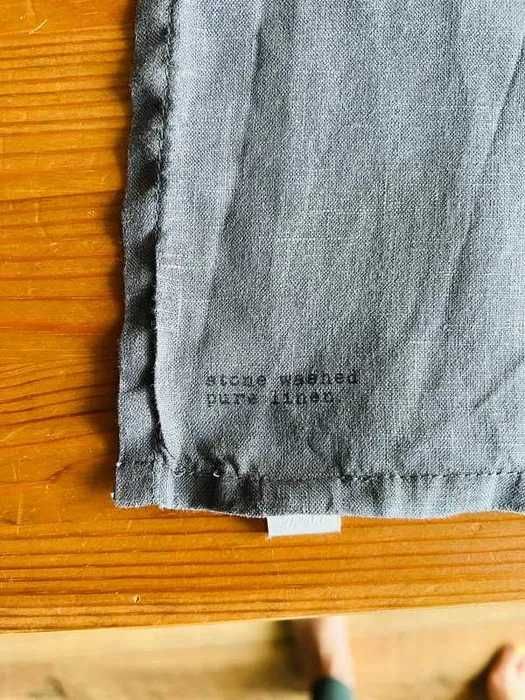 stone washed
pure linen.